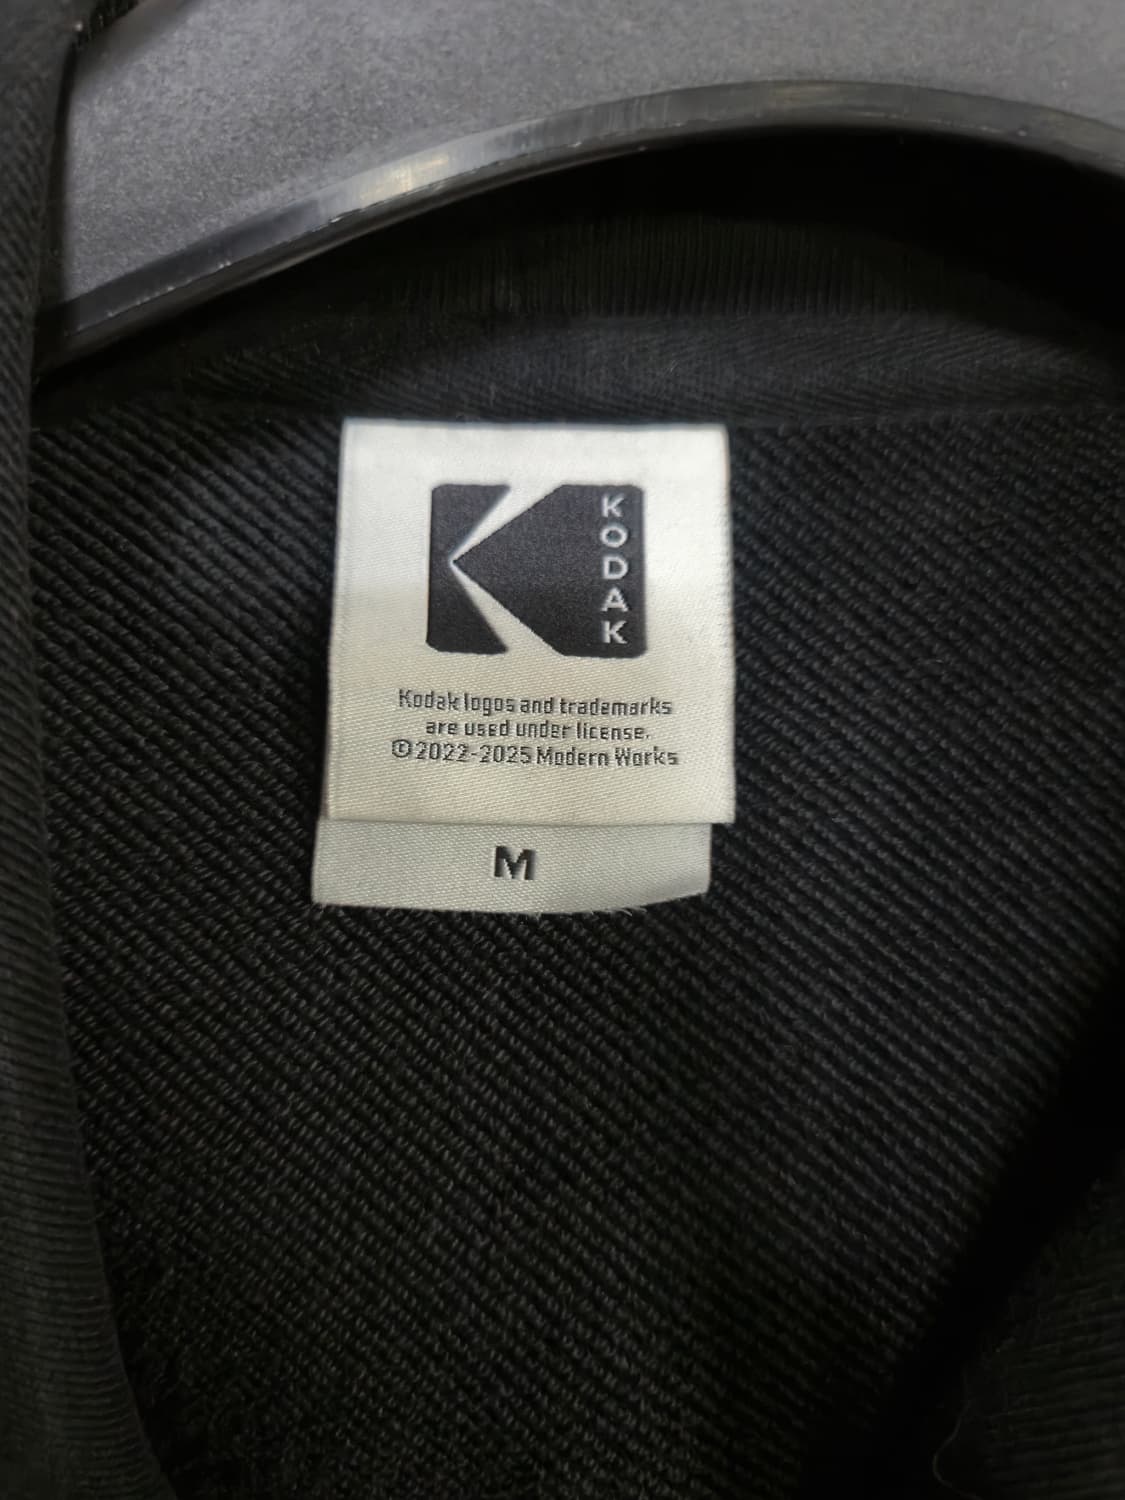 KODAK
Kodak logos and trademarks
are used under license.
©2022-2025 Modern Works
M